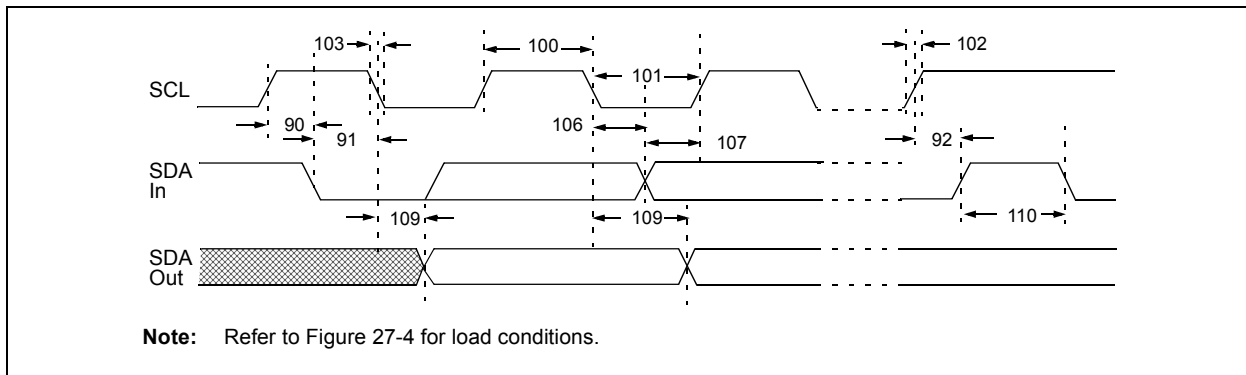 103
100
102
101
SCL
90
106
91
107
92
SDA
In
109
109
110
SDA
Out
Note: Refer to Figure 27-4 for load conditions.